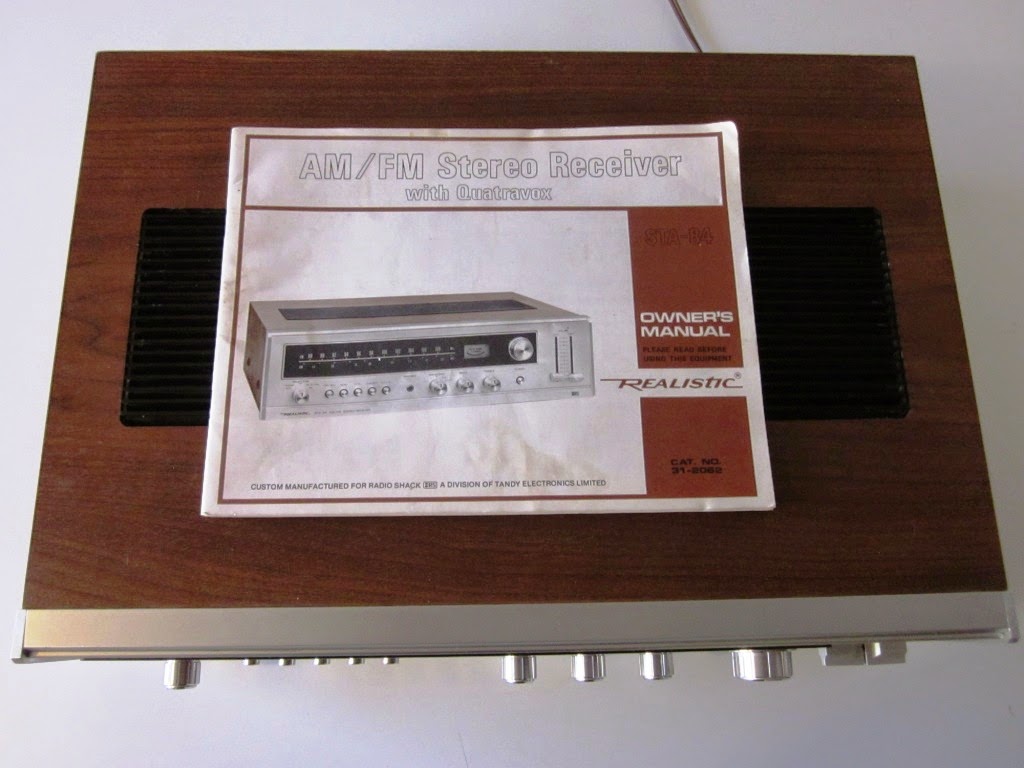 AM/FM Stereo Receiver
with Quatravox
STA-84
OWNER'S
MANUAL
PLEASE READ BEFORE
USING THIS EQUIPMENT
REALISTIC®
CAT. NO.
31-2062
CUSTOM MANUFACTURED FOR RADIO SHACK A DIVISION OF TANDY ELECTRONICS LIMITED